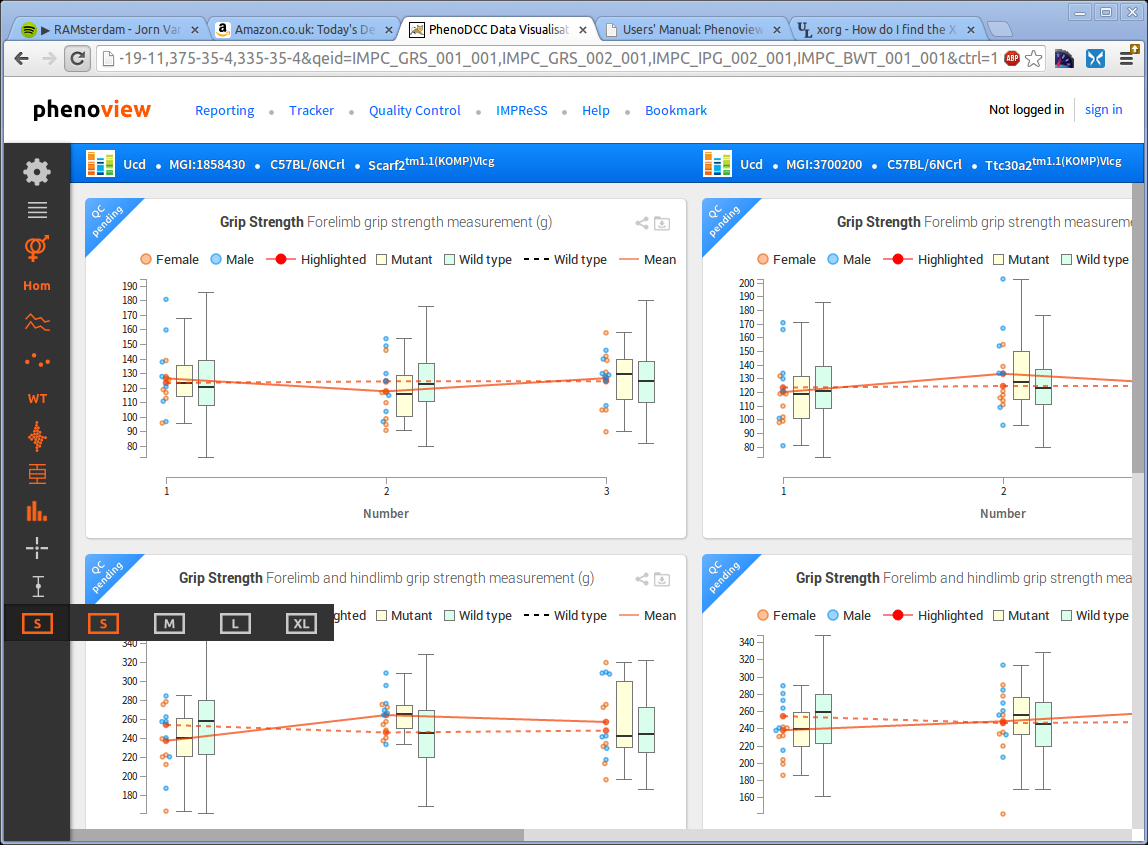 ▶ RAMsterdam - Jorn Van
Amazon.co.uk: Today's De
PhenoDCC Data Visualisat
Users' Manual: Phenoview
xorg - How do I find the X
-19-11,375-35-4,335-35-4&qeid=IMPC_GRS_001_001,IMPC_GRS_002_001,IMPC_IPG_002_001,IMPC_BWT_001_001&ctrl=1
ABP
phenoview
Reporting • Tracker • Quality Control • IMPReSS • Help • Bookmark
Not logged in
sign in
Ucd • MGI:1858430 • C57BL/6NCrl • Scarf2tm1.1(KOMP)Vlcg
Ucd • MGI:3700200 • C57BL/6NCrl • Ttc30a2tm1.1(KOMP)Vlcg
Hom
WT
S
S M L XL
QC pending
Grip Strength Forelimb grip strength measurement (g)
Female Male Highlighted Mutant Wild type Wild type Mean
190
180
170
160
150
140
130
120
110
100
90
80
1 2 3
Number
QC pending
Grip Strength Forelimb grip strength measureme
Female Male Highlighted Mutant Wild type
200
190
180
170
160
150
140
130
120
110
100
90
80
1 2
Number
QC pending
Grip Strength Forelimb and hindlimb grip strength measurement (g)
ghted Mutant Wild type Wild type Mean
340
320
300
280
260
240
220
200
180
QC pending
Grip Strength Forelimb and hindlimb grip strength mea
Female Male Highlighted Mutant Wild type
340
320
300
280
260
240
220
200
180
160